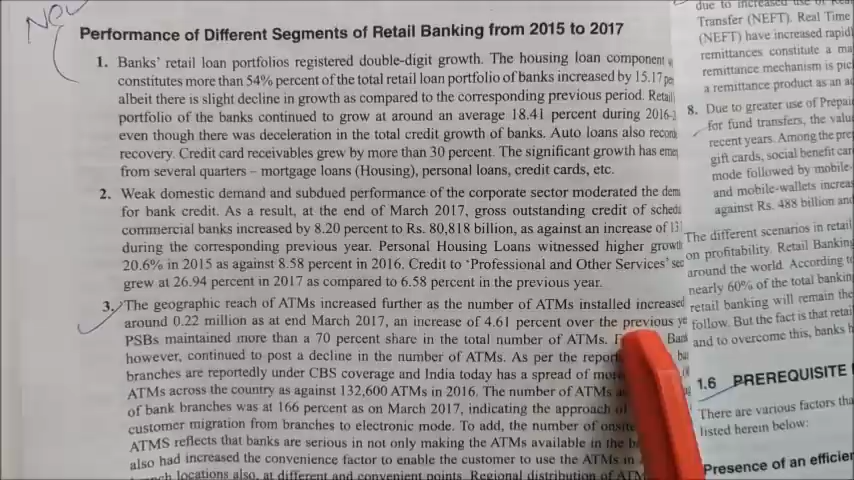 New
Performance of Different Segments of Retail Banking from 2015 to 2017
1. Banks' retail loan portfolios registered double-digit growth. The housing loan component
constitutes more than 54% percent of the total retail loan portfolio of banks increased by 15.17
albeit there is slight decline in growth as compared to the corresponding previous period.
portfolio of the banks continued to grow at around an average 18.41 percent during
even though there was deceleration in the total credit growth of banks. Auto loans also
recovery. Credit card receivables grew by more than 30 percent. The significant growth has
from several quarters – mortgage loans (Housing), personal loans, credit cards, etc.
2. Weak domestic demand and subdued performance of the corporate sector moderated the
for bank credit. As a result, at the end of March 2017, gross outstanding credit of
commercial banks increased by 8.20 percent to Rs. 80,818 billion, as against an increase of
during the corresponding previous year. Personal Housing Loans witnessed higher
20.6% in 2015 as against 8.58 percent in 2016. Credit to 'Professional and Other Services'
grew at 26.94 percent in 2017 as compared to 6.58 percent in the previous year.
3. The geographic reach of ATMs increased further as the number of ATMs installed increased
around 0.22 million as at end March 2017, an increase of 4.61 percent over the previous
PSBs maintained more than a 70 percent share in the total number of ATMs.
however, continued to post a decline in the number of ATMs. As per the
branches are reportedly under CBS coverage and India today has a spread of
ATMs across the country as against 132,600 ATMs in 2016. The number of ATMs
of bank branches was at 166 percent as on March 2017, indicating the approach of
customer migration from branches to electronic mode. To add, the number of
ATMS reflects that banks are serious in not only making the ATMs available in the
also had increased the convenience factor to enable the customer to use the ATMs in
locations also, at different and convenient points. Regional distribution of
due to increased use of
Transfer (NEFT). Real Time
(NEFT) have increased
remittances constitute a
remittance mechanism is
a remittance product as an
8. Due to greater use of
for fund transfers, the
recent years. Among the
gift cards, social benefit
mode followed by mobile-
and mobile-wallets
against Rs. 488 billion and
The different scenarios in retail
on profitability. Retail Banking
around the world. According
nearly 60% of the total
retail banking will remain the
follow. But the fact is that
and to overcome this, banks
1.6 PREREQUISITE
There are various factors
listed herein below:
Presence of an